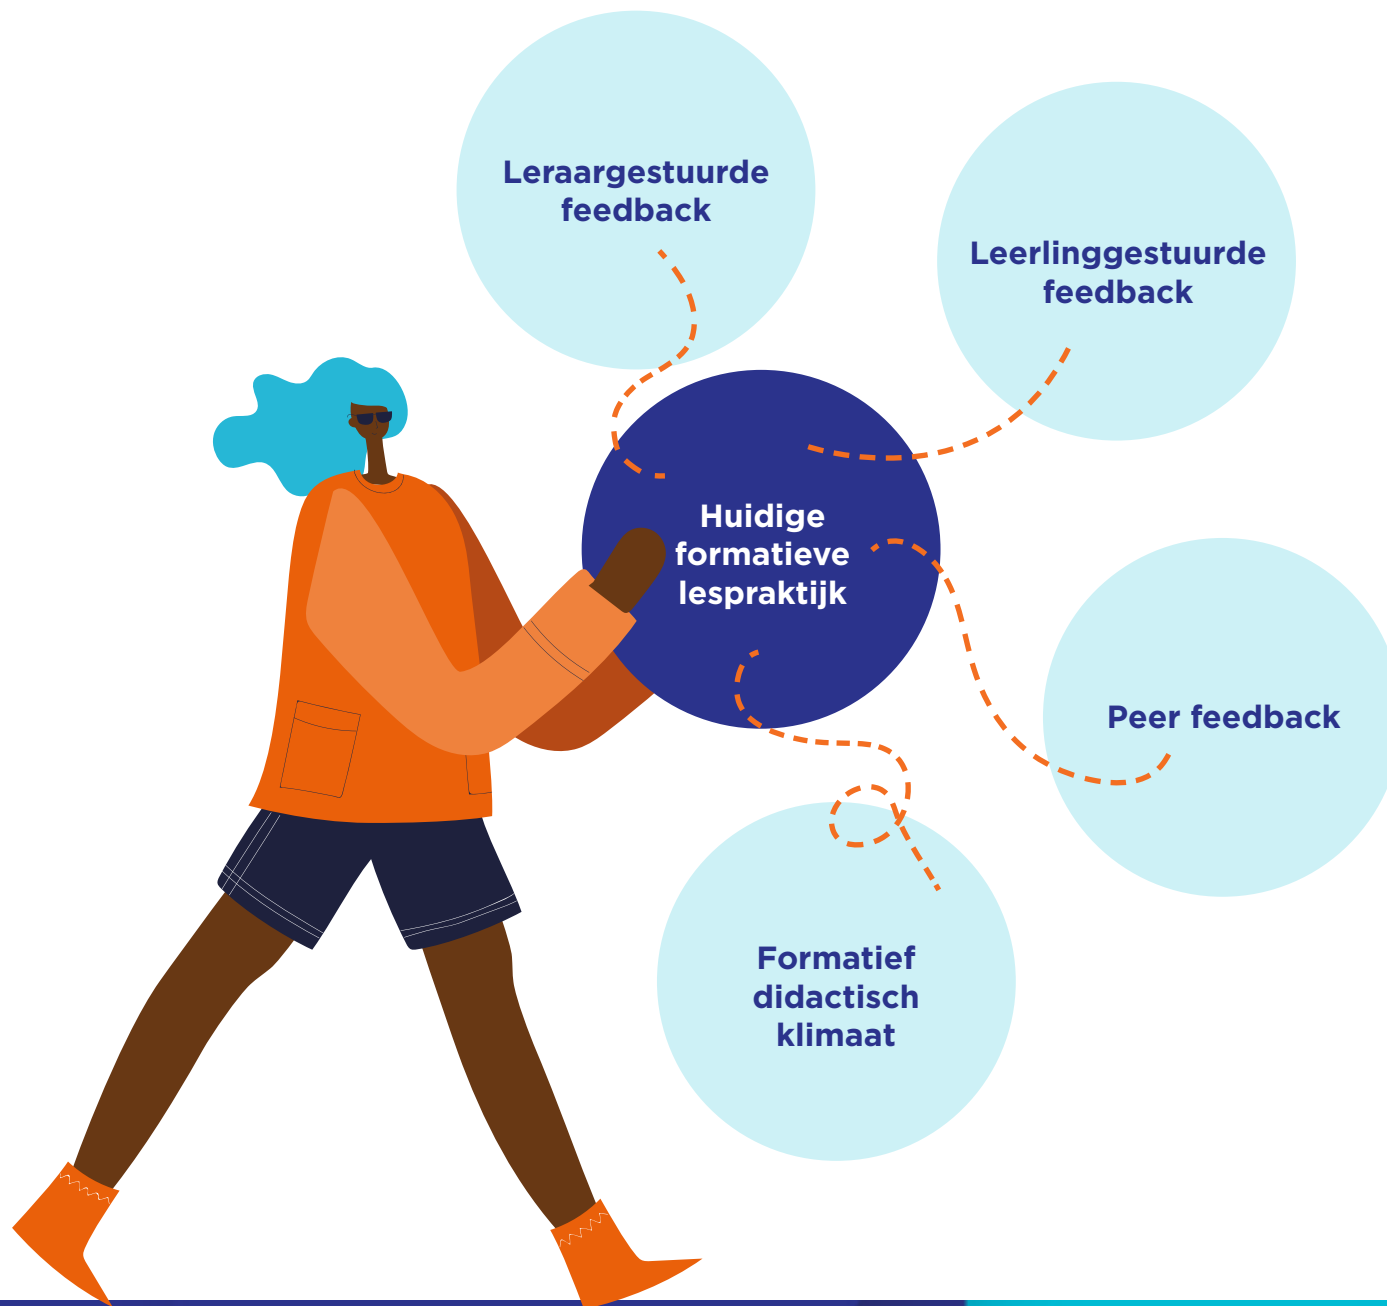 Leraargestuurde
feedback
Leerlinggestuurde
feedback
Huidige
formatieve
lespraktijk
Peer feedback
Formatief
didactisch
klimaat